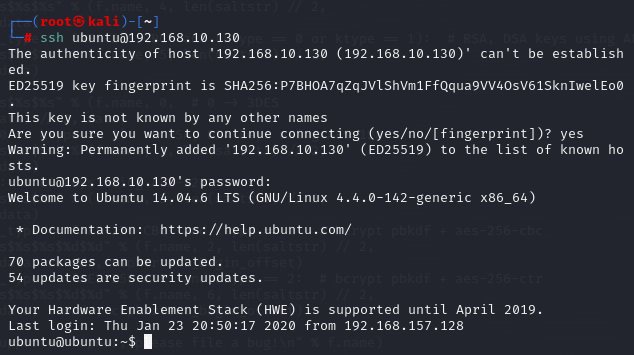 ┌──(root㉿kali)-[~]
└─# ssh ubuntu@192.168.10.130
The authenticity of host '192.168.10.130 (192.168.10.130)' can't be establish
ed.
ED25519 key fingerprint is SHA256:P7BHOA7qZqJVlShVm1FfQqua9VV4OsV61SknIwelEo0
.
This key is not known by any other names
Are you sure you want to continue connecting (yes/no/[fingerprint])? yes
Warning: Permanently added '192.168.10.130' (ED25519) to the list of known ho
sts.
ubuntu@192.168.10.130's password:
Welcome to Ubuntu 14.04.6 LTS (GNU/Linux 4.4.0-142-generic x86_64)
* Documentation:  https://help.ubuntu.com/
70 packages can be updated.
54 updates are security updates.
Your Hardware Enablement Stack (HWE) is supported until April 2019.
Last login: Thu Jan 23 20:50:17 2020 from 192.168.157.128
ubuntu@ubuntu:~$